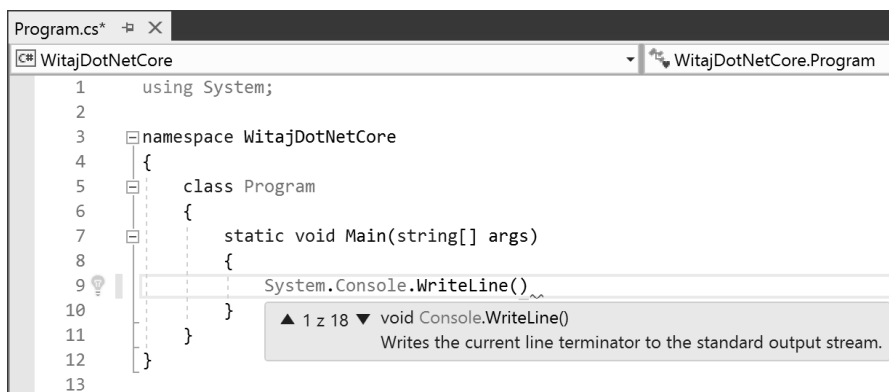 Program.cs*
C# WitajDotNetCore WitajDotNetCore.Program
1 using System;
2
3 namespace WitajDotNetCore
4 {
5 class Program
6 {
7 static void Main(string[] args)
8 {
9 System.Console.WriteLine()
10 }
▲ 1 z 18 ▼ void Console.WriteLine()
Writes the current line terminator to the standard output stream.
11 }
12 }
13